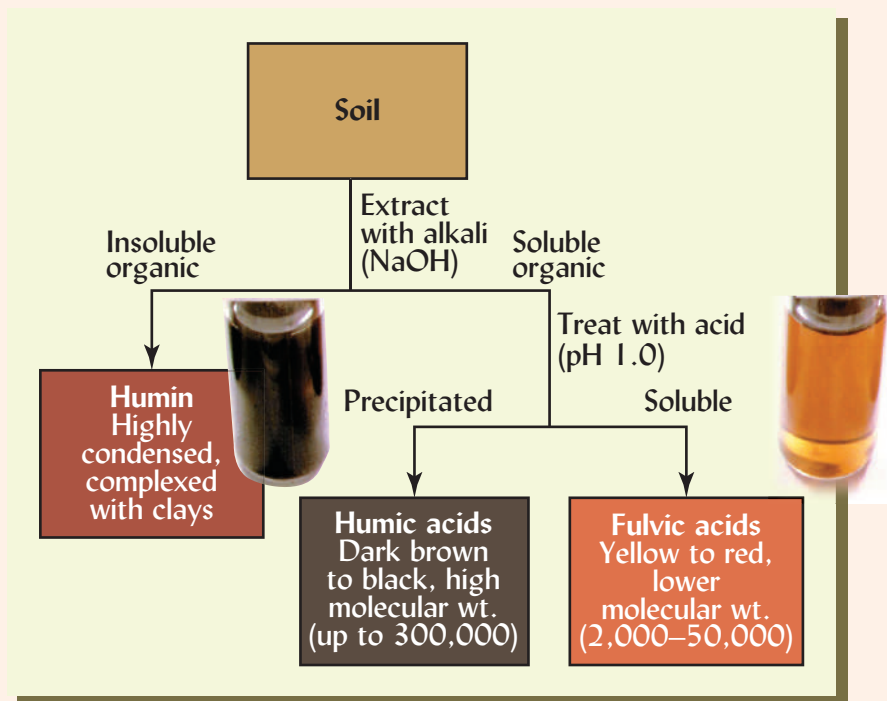 Soil
Extract
with alkali
(NaOH)
Insoluble
organic
Soluble
organic
Treat with acid
(pH 1.0)
Precipitated
Soluble
Humin
Highly
condensed,
complexed
with clays
Humic acids
Dark brown
to black, high
molecular wt.
(up to 300,000)
Fulvic acids
Yellow to red,
lower
molecular wt.
(2,000–50,000)